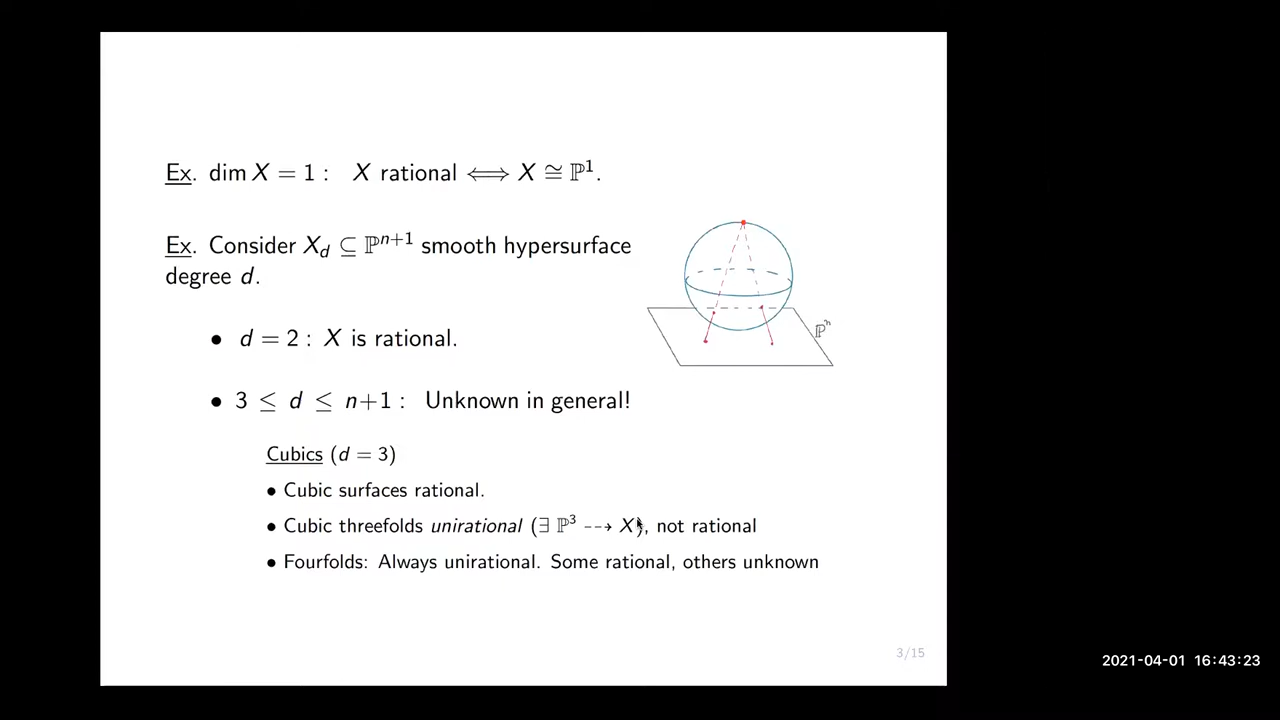 Ex. dim X = 1 : X rational ⟺ X ≅ ℙ¹.
Ex. Consider X_d ⊆ ℙⁿ⁺¹ smooth hypersurface
degree d.
ℙⁿ
• d = 2 : X is rational.
• 3 ≤ d ≤ n+1 : Unknown in general!
Cubics (d = 3)
• Cubic surfaces rational.
• Cubic threefolds unirational (∃ ℙ³ ⇢ X), not rational
• Fourfolds: Always unirational. Some rational, others unknown
3/15
2021-04-01 16:43:23